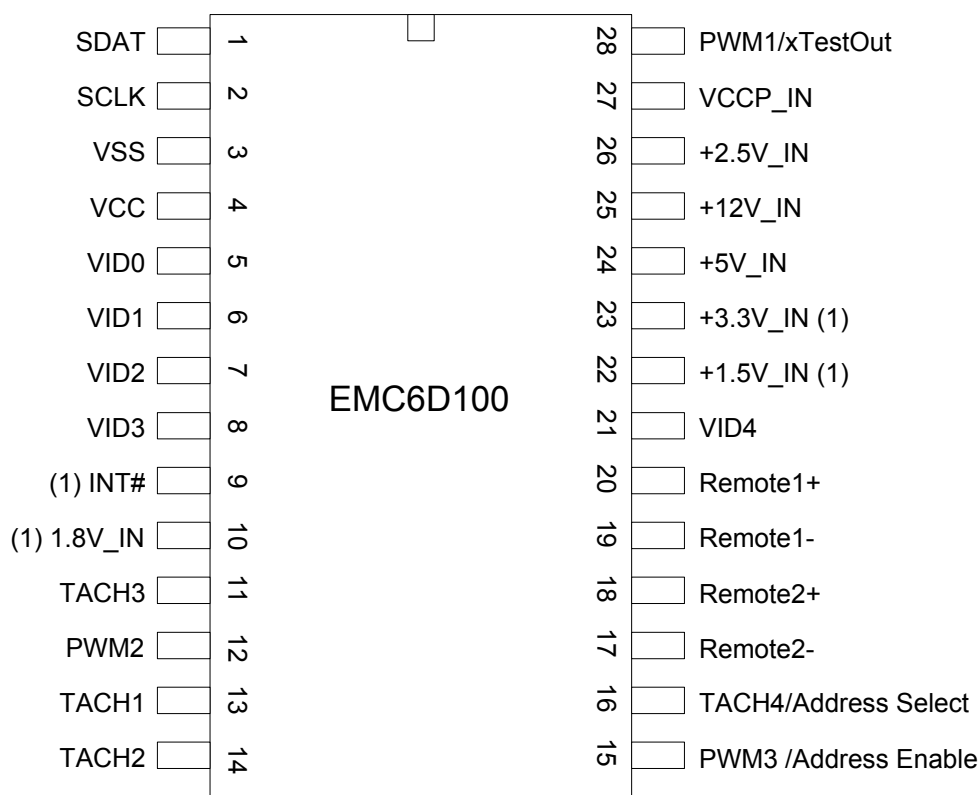 SDAT 1 28 PWM1/xTestOut
SCLK 2 27 VCCP_IN
VSS 3 26 +2.5V_IN
VCC 4 25 +12V_IN
VID0 5 24 +5V_IN
VID1 6 23 +3.3V_IN (1)
VID2 7 22 +1.5V_IN (1)
EMC6D100
VID3 8 21 VID4
(1) INT# 9 20 Remote1+
(1) 1.8V_IN 10 19 Remote1-
TACH3 11 18 Remote2+
PWM2 12 17 Remote2-
TACH1 13 16 TACH4/Address Select
TACH2 14 15 PWM3 /Address Enable